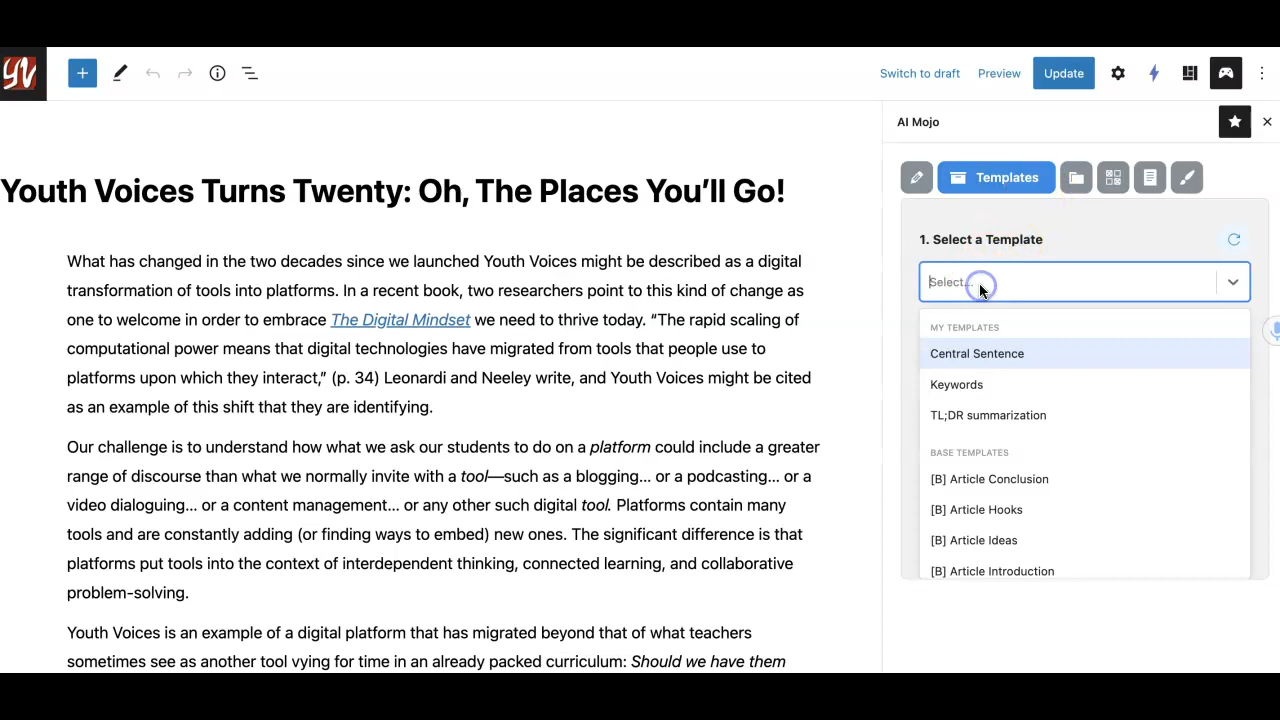 YV
Switch to draft
Preview
Update
AI Mojo
Templates
Youth Voices Turns Twenty: Oh, The Places You’ll Go!
1. Select a Template
Select...
What has changed in the two decades since we launched Youth Voices might be described as a digital
transformation of tools into platforms. In a recent book, two researchers point to this kind of change as
one to welcome in order to embrace The Digital Mindset we need to thrive today. “The rapid scaling of
computational power means that digital technologies have migrated from tools that people use to
platforms upon which they interact,” (p. 34) Leonardi and Neeley write, and Youth Voices might be cited
as an example of this shift that they are identifying.
Our challenge is to understand how what we ask our students to do on a platform could include a greater
range of discourse than what we normally invite with a tool—such as a blogging... or a podcasting... or a
video dialoguing... or a content management... or any other such digital tool. Platforms contain many
tools and are constantly adding (or finding ways to embed) new ones. The significant difference is that
platforms put tools into the context of interdependent thinking, connected learning, and collaborative
problem-solving.
Youth Voices is an example of a digital platform that has migrated beyond that of what teachers
sometimes see as another tool vying for time in an already packed curriculum: Should we have them
MY TEMPLATES
Central Sentence
Keywords
TL;DR summarization
BASE TEMPLATES
[B] Article Conclusion
[B] Article Hooks
[B] Article Ideas
[B] Article Introduction